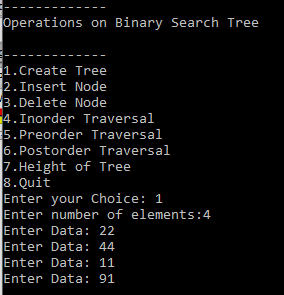 -------------
Operations on Binary Search Tree
-------------
1.Create Tree
2.Insert Node
3.Delete Node
4.Inorder Traversal
5.Preorder Traversal
6.Postorder Traversal
7.Height of Tree
8.Quit
Enter your Choice: 1
Enter number of elements:4
Enter Data: 22
Enter Data: 44
Enter Data: 11
Enter Data: 91